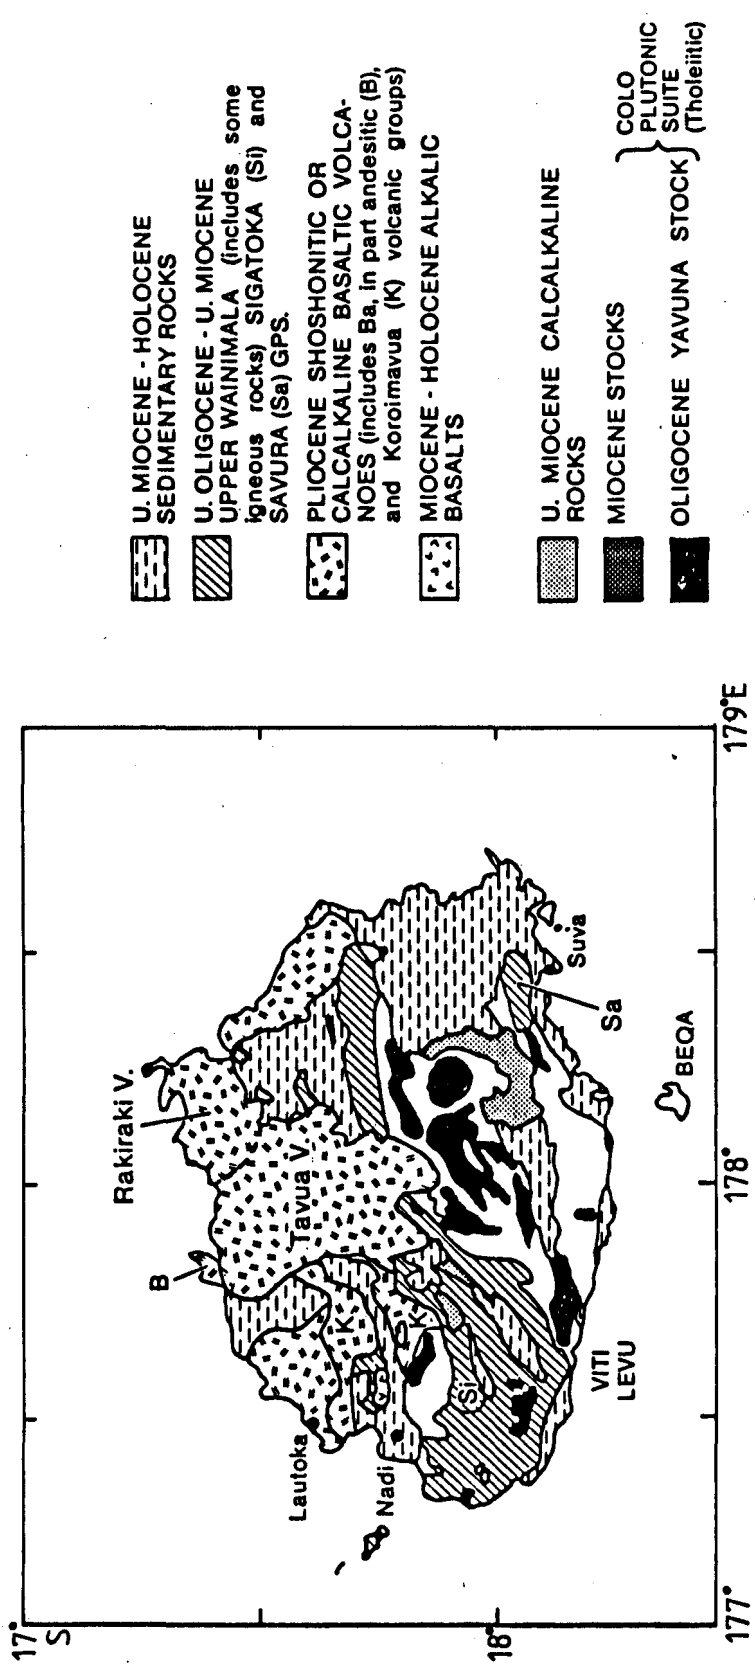 17°
S
18°
177°
178°
179°E
Rakiraki V.
B
Tavua V.
Lautoka
K
K
Nadi
Si
VITI
LEVU
Sa
Suva
BEQA
U. MIOCENE - HOLOCENE
SEDIMENTARY ROCKS
U. OLIGOCENE - U. MIOCENE
UPPER WAINIMALA (includes some
igneous rocks) SIGATOKA (Si) and
SAVURA (Sa) GPS.
PLIOCENE SHOSHONITIC OR
CALCALKALINE BASALTIC VOLCA-
NOES (includes Ba, in part andesitic (B),
and Koroimavua (K) volcanic groups)
MIOCENE - HOLOCENE ALKALIC
BASALTS
U. MIOCENE CALCALKALINE
ROCKS
MIOCENE STOCKS
OLIGOCENE YAVUNA STOCK
COLO
PLUTONIC
SUITE
(Tholeiitic)